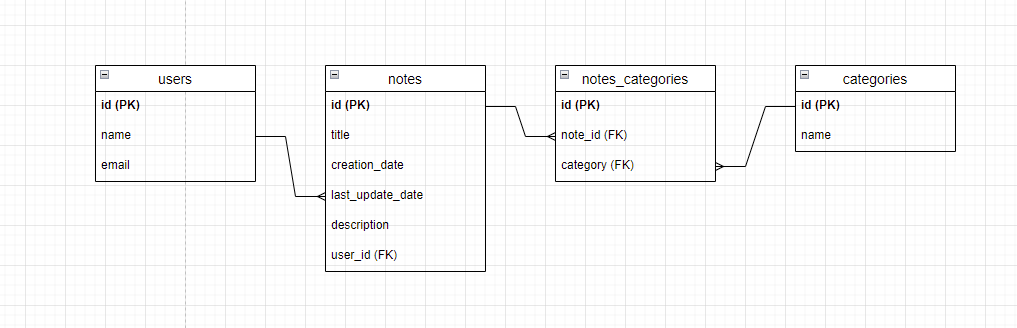 users
id (PK)
name
email
notes
id (PK)
title
creation_date
last_update_date
description
user_id (FK)
notes_categories
id (PK)
note_id (FK)
category (FK)
categories
id (PK)
name